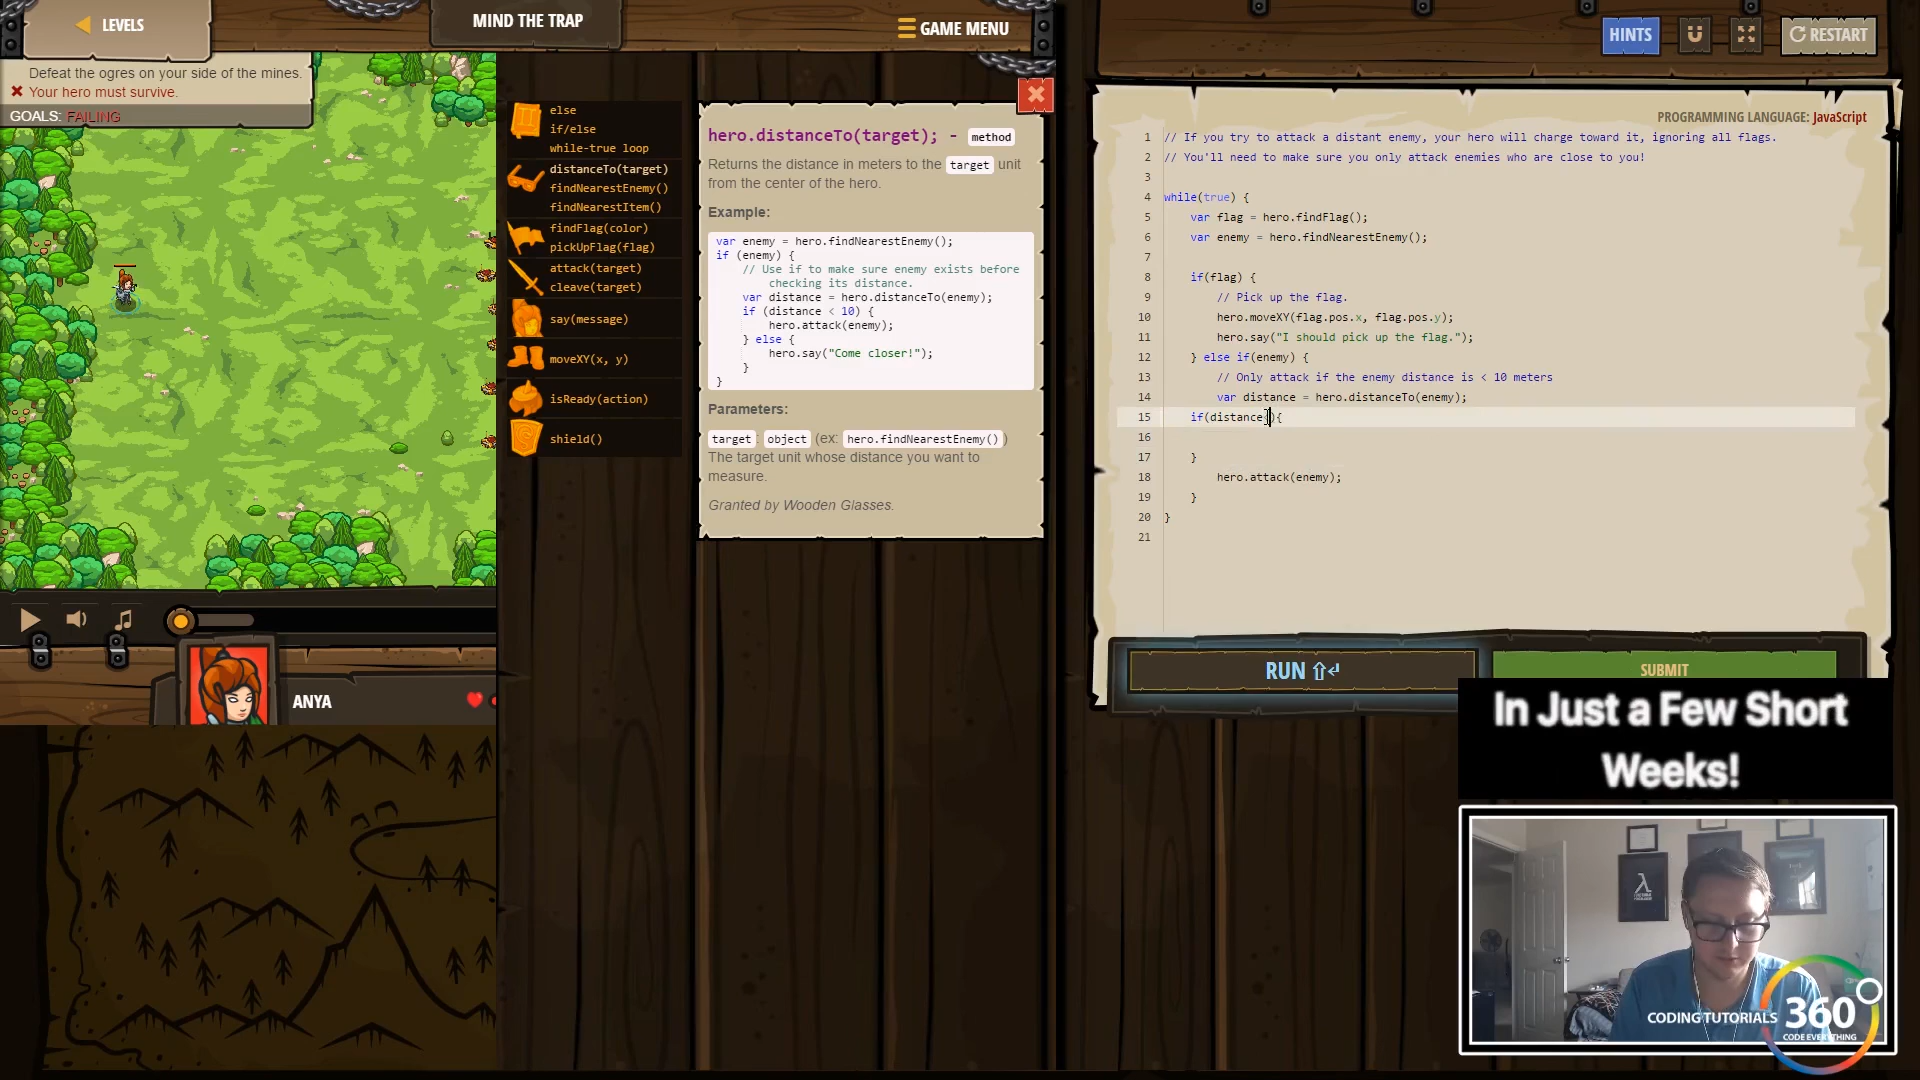 LEVELS
MIND THE TRAP
GAME MENU
HINTS
RESTART
Defeat the ogres on your side of the mines.
Your hero must survive.
GOALS: FAILING
else
if/else
while-true loop
distanceTo(target)
findNearestEnemy()
findNearestItem()
findFlag(color)
pickUpFlag(flag)
attack(target)
cleave(target)
say(message)
moveXY(x, y)
isReady(action)
shield()
hero.distanceTo(target); - method
Returns the distance in meters to the target unit
from the center of the hero.
Example:
var enemy = hero.findNearestEnemy();
if (enemy) {
// Use if to make sure enemy exists before
checking its distance.
var distance = hero.distanceTo(enemy);
if (distance < 10) {
hero.attack(enemy);
} else {
hero.say("Come closer!");
}
}
Parameters:
target: object (ex: hero.findNearestEnemy())
The target unit whose distance you want to
measure.
Granted by Wooden Glasses.
PROGRAMMING LANGUAGE: JavaScript
1 // If you try to attack a distant enemy, your hero will charge toward it, ignoring all flags.
2 // You'll need to make sure you only attack enemies who are close to you!
3
4 while(true) {
5 var flag = hero.findFlag();
6 var enemy = hero.findNearestEnemy();
7
8 if(flag) {
9 // Pick up the flag.
10 hero.moveXY(flag.pos.x, flag.pos.y);
11 hero.say("I should pick up the flag.");
12 } else if(enemy) {
13 // Only attack if the enemy distance is < 10 meters
14 var distance = hero.distanceTo(enemy);
15 if(distance){
16
17 }
18 hero.attack(enemy);
19 }
20 }
21
RUN
SUBMIT
ANYA
In Just a Few Short
Weeks!
CODING TUTORIALS 360
CODE EVERYTHING